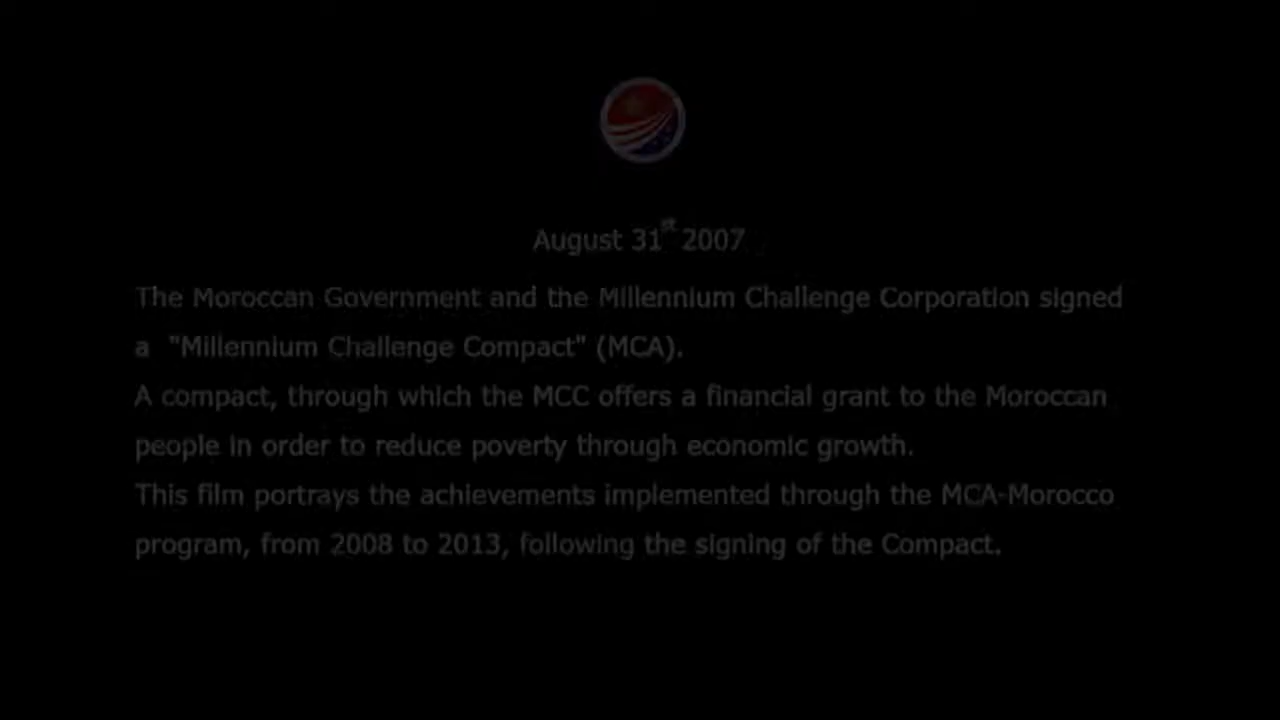 August 31st 2007
The Moroccan Government and the Millennium Challenge Corporation signed
a "Millennium Challenge Compact" (MCA).
A compact, through which the MCC offers a financial grant to the Moroccan
people in order to reduce poverty through economic growth.
This film portrays the achievements implemented through the MCA-Morocco
program, from 2008 to 2013, following the signing of the Compact.